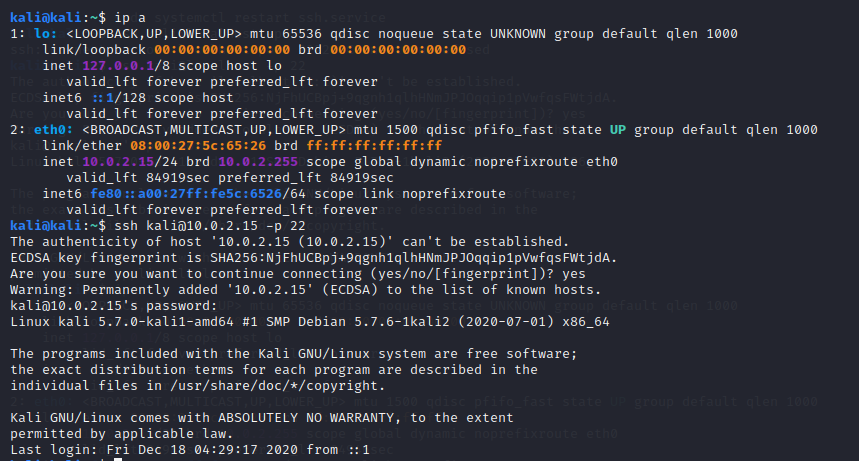 kali@kali:~$ ip a
1: lo: <LOOPBACK,UP,LOWER_UP> mtu 65536 qdisc noqueue state UNKNOWN group default qlen 1000
    link/loopback 00:00:00:00:00:00 brd 00:00:00:00:00:00
    inet 127.0.0.1/8 scope host lo
       valid_lft forever preferred_lft forever
    inet6 ::1/128 scope host
       valid_lft forever preferred_lft forever
2: eth0: <BROADCAST,MULTICAST,UP,LOWER_UP> mtu 1500 qdisc pfifo_fast state UP group default qlen 1000
    link/ether 08:00:27:5c:65:26 brd ff:ff:ff:ff:ff:ff
    inet 10.0.2.15/24 brd 10.0.2.255 scope global dynamic noprefixroute eth0
       valid_lft 84919sec preferred_lft 84919sec
    inet6 fe80::a00:27ff:fe5c:6526/64 scope link noprefixroute
       valid_lft forever preferred_lft forever
kali@kali:~$ ssh kali@10.0.2.15 -p 22
The authenticity of host '10.0.2.15 (10.0.2.15)' can't be established.
ECDSA key fingerprint is SHA256:NjFhUCBpj+9qgnh1qlhHNmJPJOqqip1pVwfqsFWtjdA.
Are you sure you want to continue connecting (yes/no/[fingerprint])? yes
Warning: Permanently added '10.0.2.15' (ECDSA) to the list of known hosts.
kali@10.0.2.15's password:
Linux kali 5.7.0-kali1-amd64 #1 SMP Debian 5.7.6-1kali2 (2020-07-01) x86_64

The programs included with the Kali GNU/Linux system are free software;
the exact distribution terms for each program are described in the
individual files in /usr/share/doc/*/copyright.

Kali GNU/Linux comes with ABSOLUTELY NO WARRANTY, to the extent
permitted by applicable law.
Last login: Fri Dec 18 04:29:17 2020 from ::1
kali@kali:~$